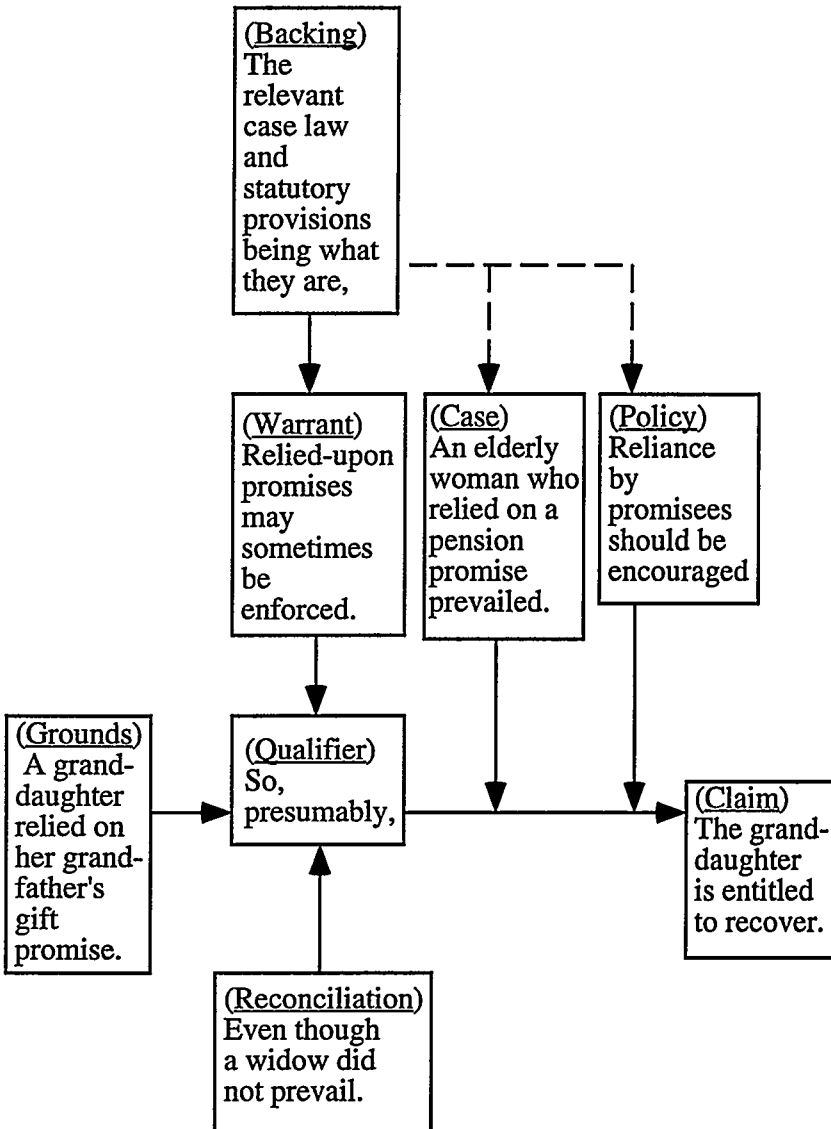 (Backing)
The
relevant
case law
and
statutory
provisions
being what
they are,
(Warrant)
Relied-upon
promises
may
sometimes
be
enforced.
(Case)
An elderly
woman who
relied on a
pension
promise
prevailed.
(Policy)
Reliance
by
promisees
should be
encouraged
(Grounds)
A grand-
daughter
relied on
her grand-
father's
gift
promise.
(Qualifier)
So,
presumably,
(Claim)
The grand-
daughter
is entitled
to recover.
(Reconciliation)
Even though
a widow did
not prevail.